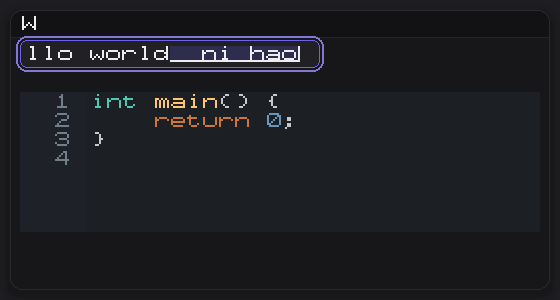 W
llo world  ni hao
1 int main() {
2     return 0;
3 }
4